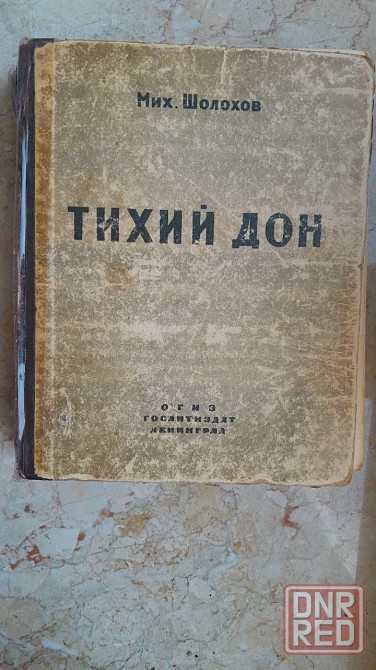 Мих. Шолохов
ТИХИЙ ДОН
ОГИЗ
ГОСЛИТИЗДАТ
ЛЕНИНГРАД
DNR
RED